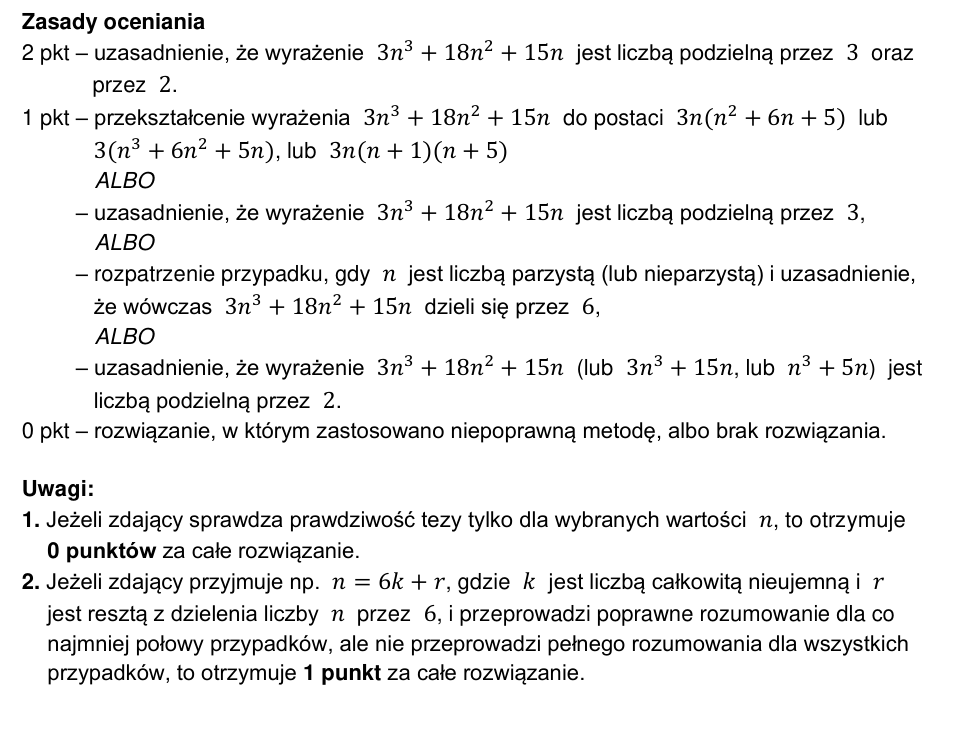 Zasady oceniania
2 pkt – uzasadnienie, że wyrażenie 3n³ + 18n² + 15n jest liczbą podzielną przez 3 oraz
przez 2.
1 pkt – przekształcenie wyrażenia 3n³ + 18n² + 15n do postaci 3n(n² + 6n + 5) lub
3(n³ + 6n² + 5n), lub 3n(n + 1)(n + 5)
ALBO
– uzasadnienie, że wyrażenie 3n³ + 18n² + 15n jest liczbą podzielną przez 3,
ALBO
– rozpatrzenie przypadku, gdy n jest liczbą parzystą (lub nieparzystą) i uzasadnienie,
że wówczas 3n³ + 18n² + 15n dzieli się przez 6,
ALBO
– uzasadnienie, że wyrażenie 3n³ + 18n² + 15n (lub 3n³ + 15n, lub n³ + 5n) jest
liczbą podzielną przez 2.
0 pkt – rozwiązanie, w którym zastosowano niepoprawną metodę, albo brak rozwiązania.
Uwagi:
1. Jeżeli zdający sprawdza prawdziwość tezy tylko dla wybranych wartości n, to otrzymuje
0 punktów za całe rozwiązanie.
2. Jeżeli zdający przyjmuje np. n = 6k + r, gdzie k jest liczbą całkowitą nieujemną i r
jest resztą z dzielenia liczby n przez 6, i przeprowadzi poprawne rozumowanie dla co
najmniej połowy przypadków, ale nie przeprowadzi pełnego rozumowania dla wszystkich
przypadków, to otrzymuje 1 punkt za całe rozwiązanie.